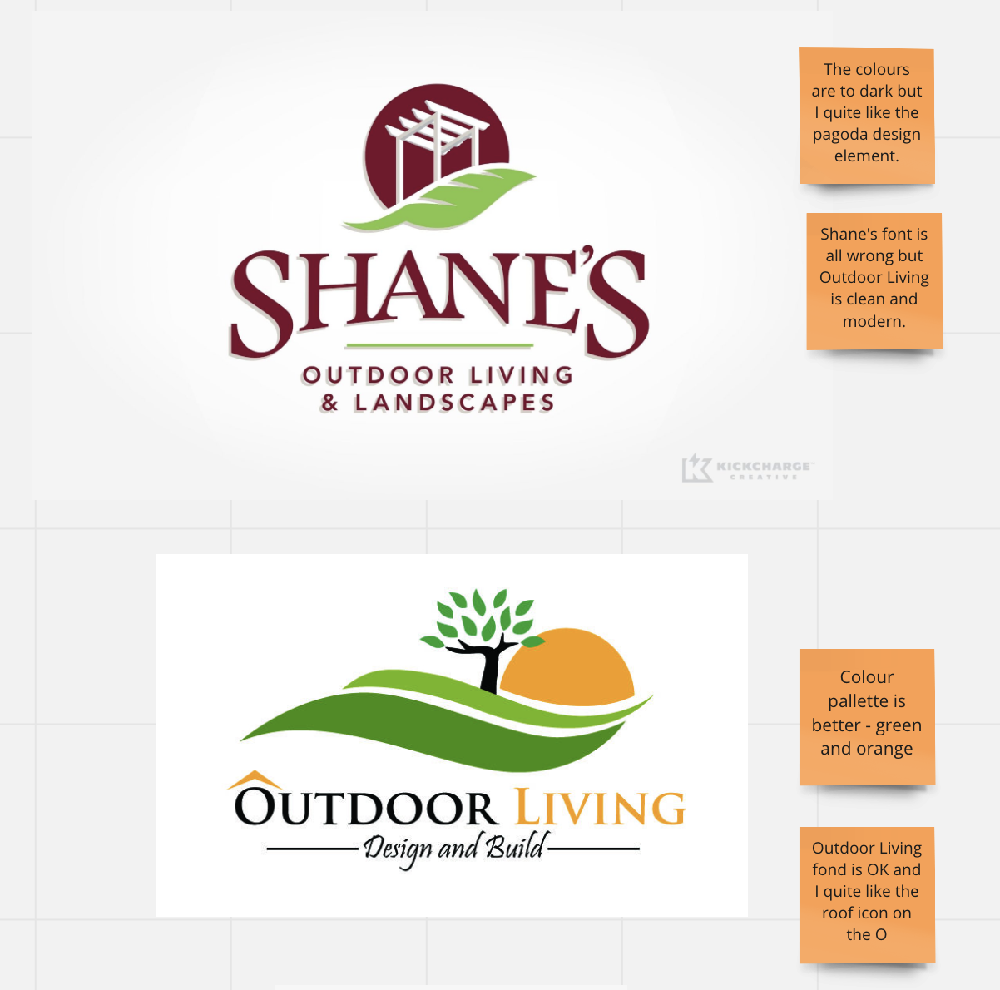 The colours
are to dark but
I quite like the
pagoda design
element.
Shane's font is
all wrong but
Outdoor Living
is clean and
modern.
SHANE'S
OUTDOOR LIVING
& LANDSCAPES
KICKCHARGE
CREATIVE
Colour
pallette is
better - green
and orange
OUTDOOR LIVING
Design and Build
Outdoor Living
fond is OK and
I quite like the
roof icon on
the O